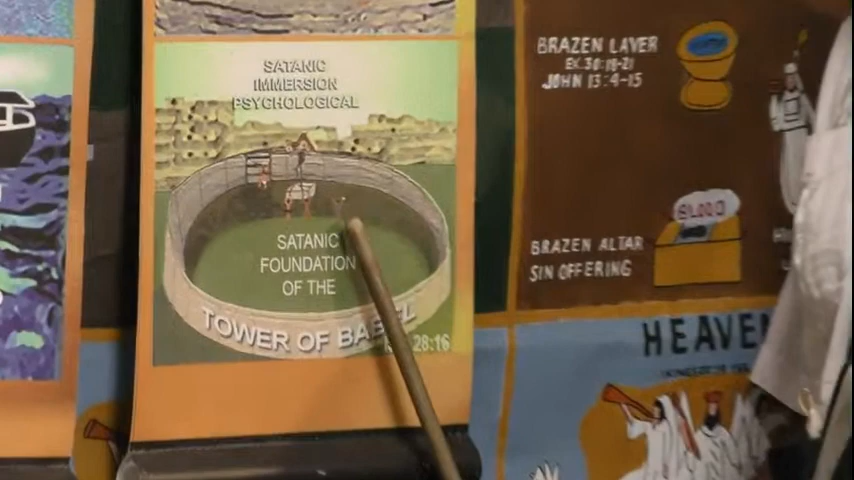 SATANIC
IMMERSION
PSYCHOLOGICAL
SATANIC
FOUNDATION
OF THE
TOWER OF BABEL
28:16
BRAZEN LAVER
EX. 30:18-21
JOHN 13:4-15
BLOOD
BRAZEN ALTAR
SIN OFFERING
HEAVEN